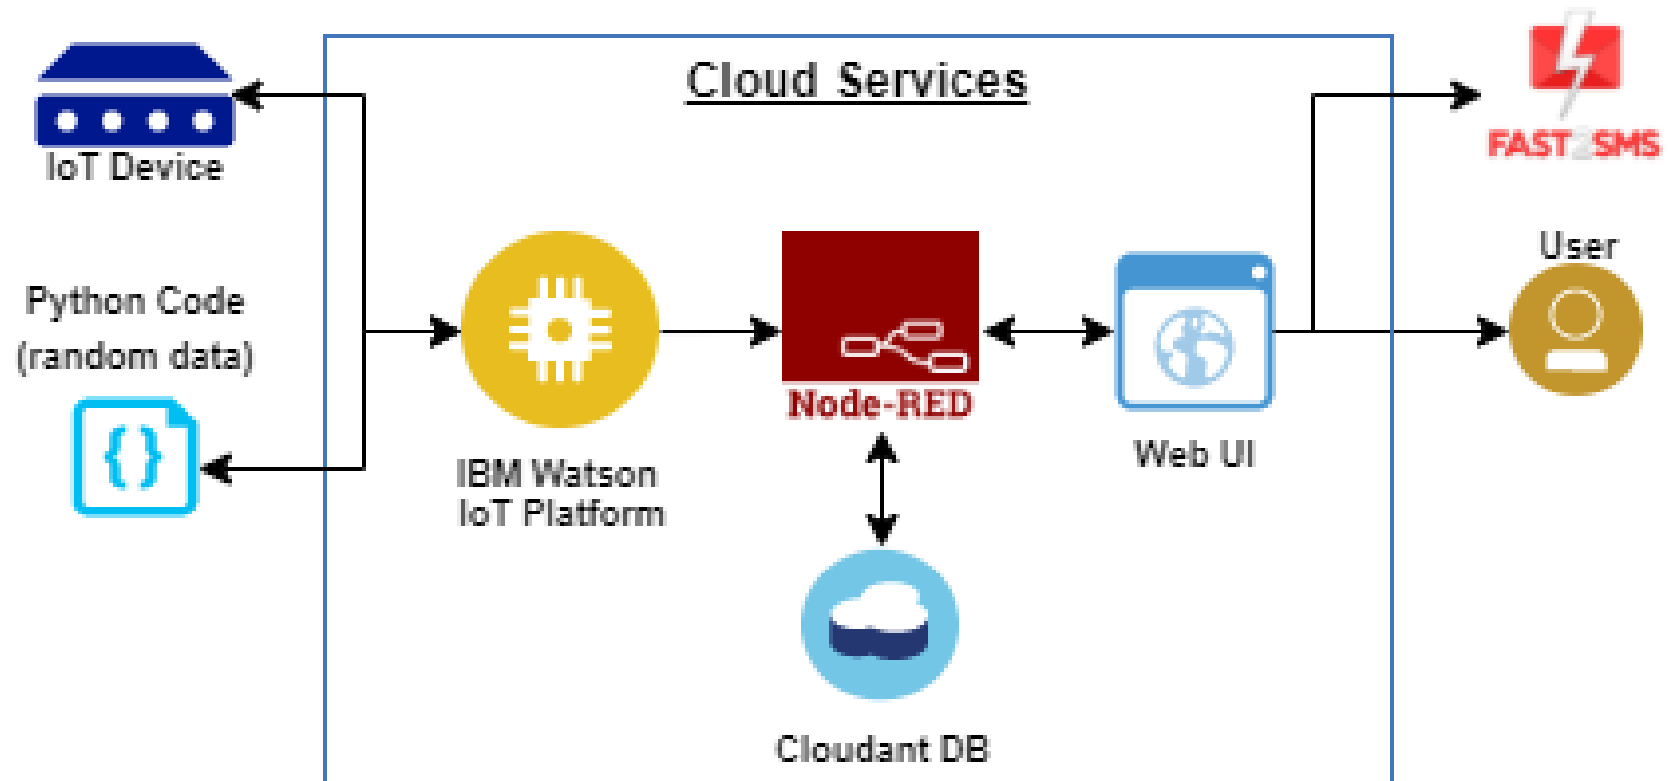 Cloud Services
IoT Device
FAST2SMS
User
Python Code
(random data)
Node-RED
Web UI
IBM Watson
IoT Platform
Cloudant DB